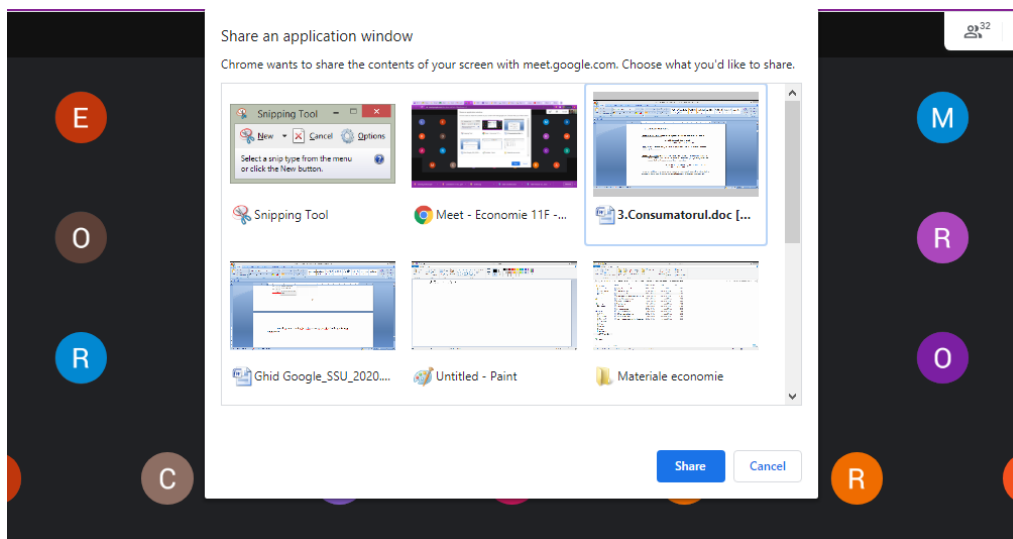 Share an application window
32
Chrome wants to share the contents of your screen with meet.google.com. Choose what you'd like to share.
E
M
Snipping Tool
New Cancel Options
Select a snip type from the menu
or click the New button.
Snipping Tool
Meet - Economie 11F -...
3.Consumatorul.doc [...
O
R
R
O
Ghid Google_SSU_2020....
Untitled - Paint
Materiale economie
Share
Cancel
C
R